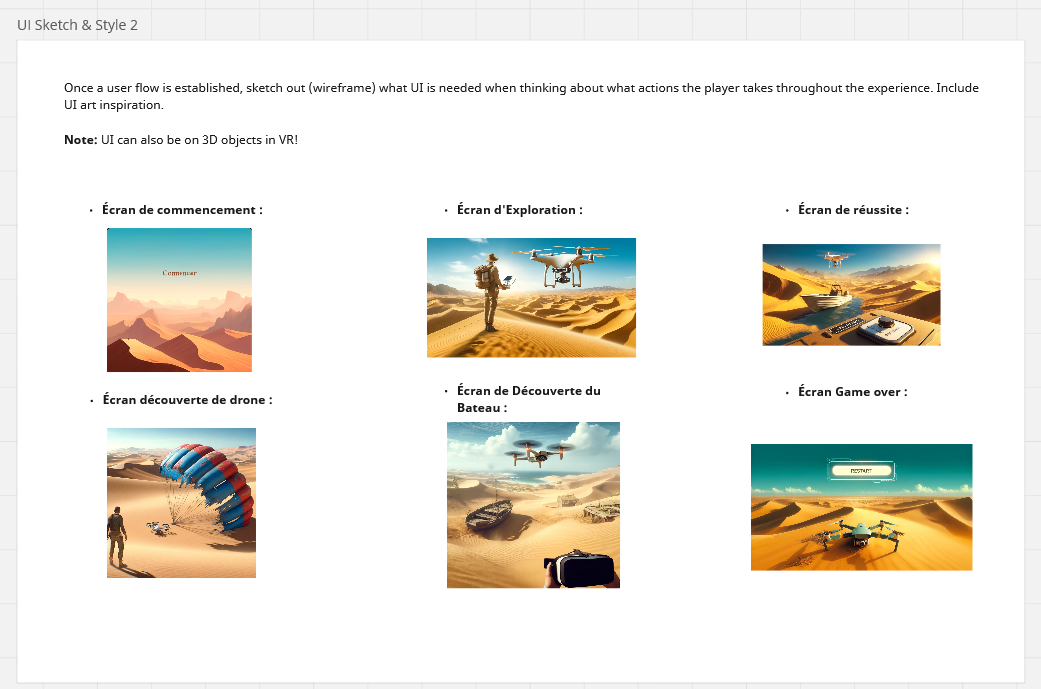 UI Sketch & Style 2
Once a user flow is established, sketch out (wireframe) what UI is needed when thinking about what actions the player takes throughout the experience. Include
UI art inspiration.
Note: UI can also be on 3D objects in VR!
• Écran de commencement :
• Écran d'Exploration :
• Écran de réussite :
Commencer
• Écran découverte de drone :
• Écran de Découverte du
Bateau :
• Écran Game over :
RESTART